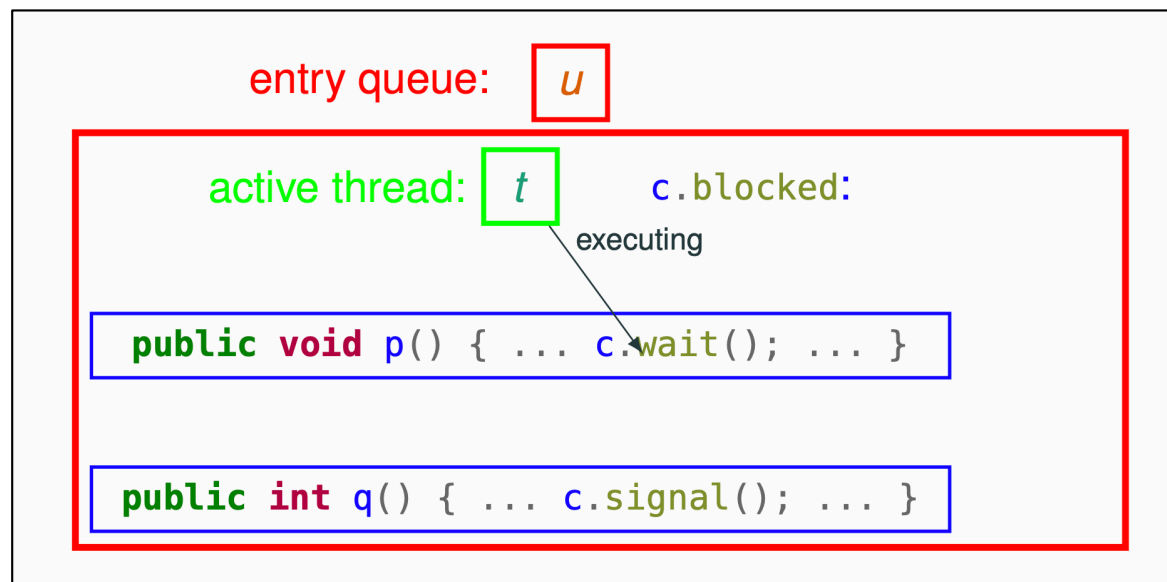 entry queue: u
active thread: t c.blocked:
executing
public void p() { ... c.wait(); ... }
public int q() { ... c.signal(); ... }